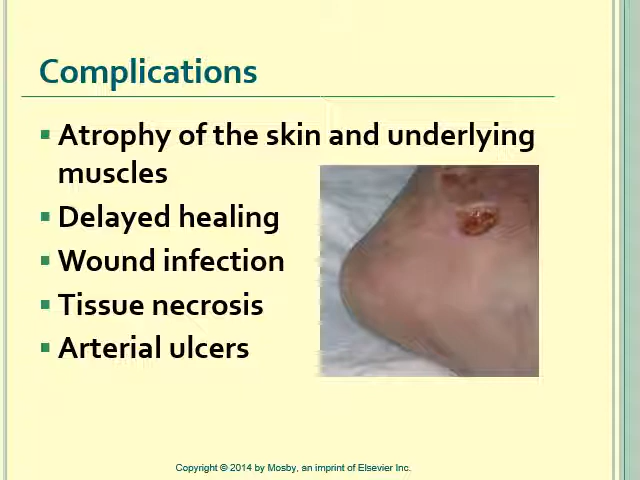 Complications
▪ Atrophy of the skin and underlying
muscles
▪ Delayed healing
▪ Wound infection
▪ Tissue necrosis
▪ Arterial ulcers
Copyright © 2014 by Mosby, an imprint of Elsevier Inc.